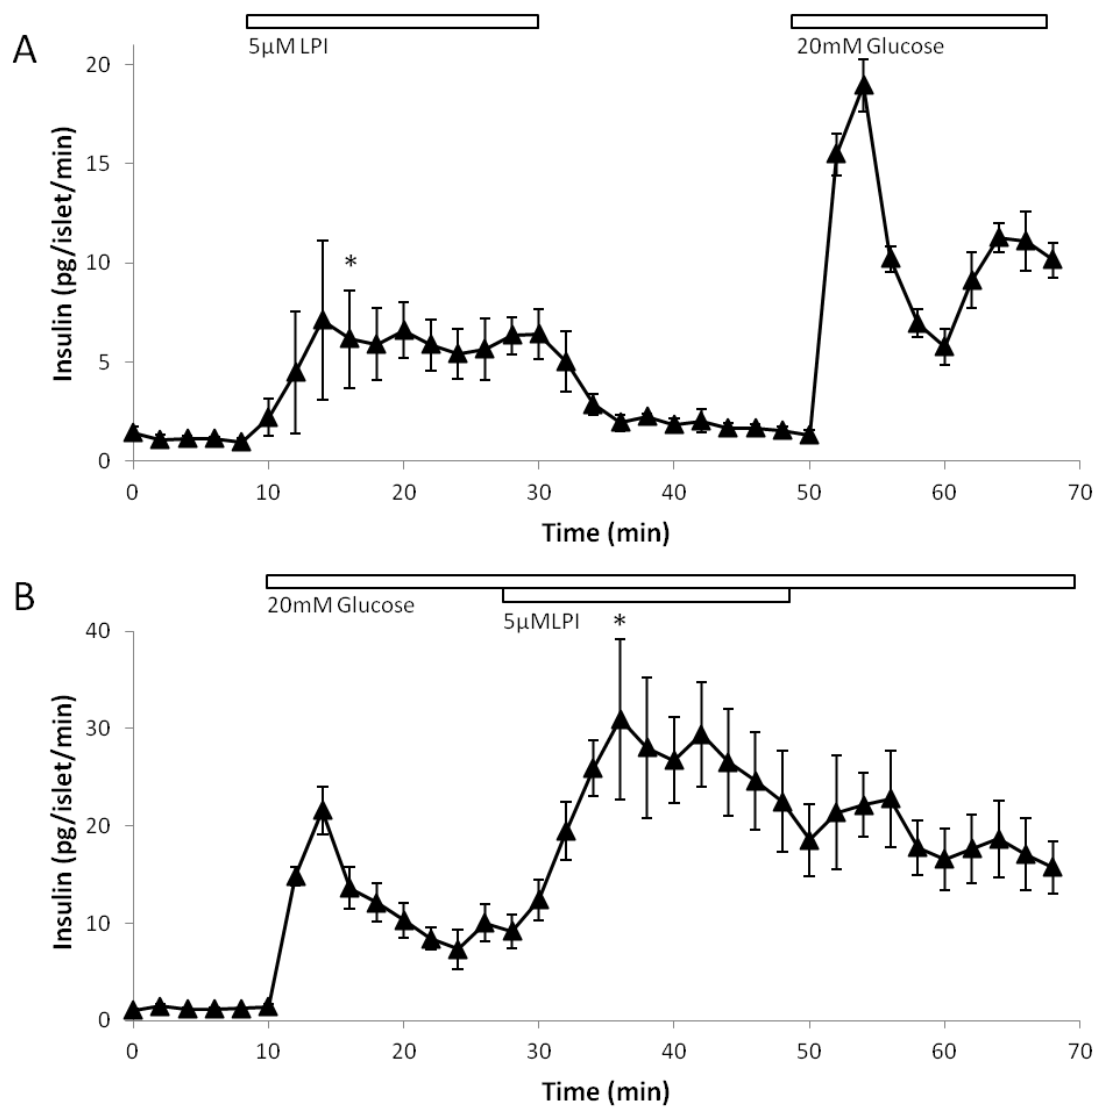 A
5µM LPI
20mM Glucose
20
15
10
5
0
*
Insulin (pg/islet/min)
0 10 20 30 40 50 60 70
Time (min)
B
20mM Glucose
5µMLPI
*
40
30
20
10
0
Insulin (pg/islet/min)
0 10 20 30 40 50 60 70
Time (min)